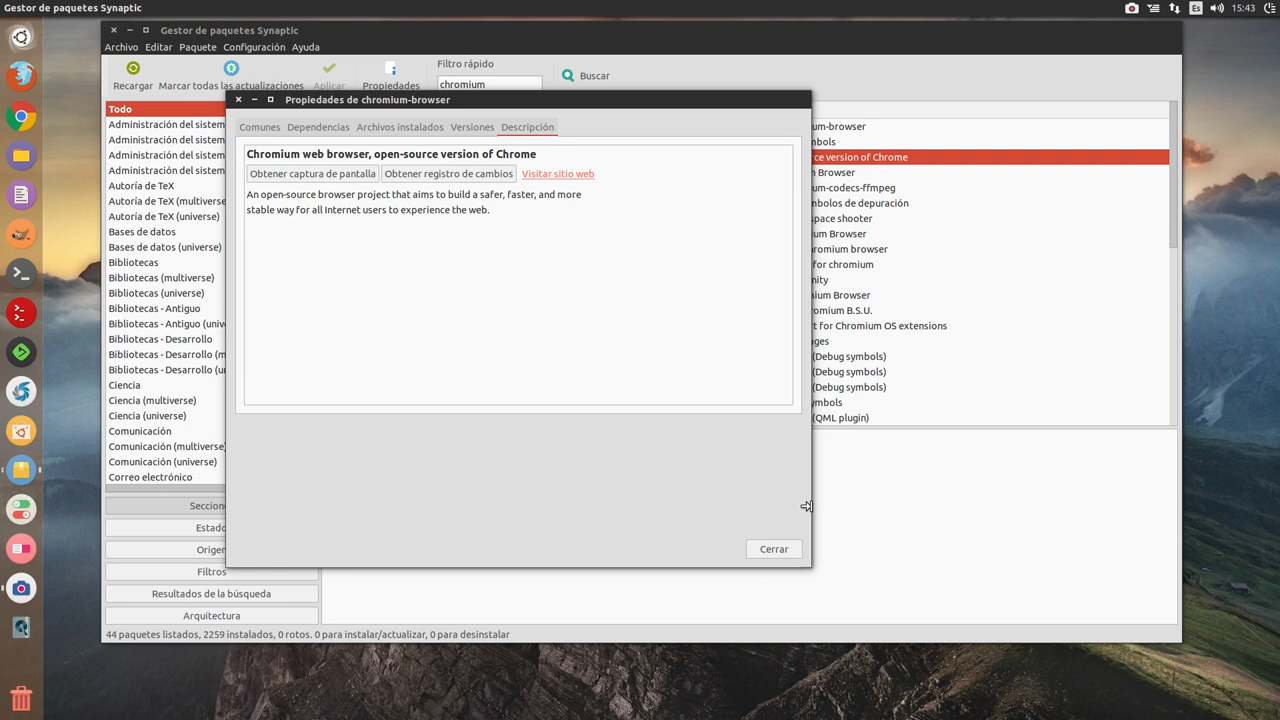 Gestor de paquetes Synaptic
Es
15:43
Gestor de paquetes Synaptic
Archivo Editar Paquete Configuración Ayuda
Recargar
Marcar todas las actualizaciones
Aplicar
Propiedades
Filtro rápido
chromium
Buscar
Propiedades de chromium-browser
Comunes Dependencias Archivos instalados Versiones Descripción
Chromium web browser, open-source version of Chrome
Obtener captura de pantalla Obtener registro de cambios Visitar sitio web
An open-source browser project that aims to build a safer, faster, and more
stable way for all Internet users to experience the web.
Cerrar
Todo
Administración del sistem
Administración del sistem
Administración del sistem
Administración del sistem
Autoría de TeX
Autoría de TeX (multiverse
Autoría de TeX (universe)
Bases de datos
Bases de datos (universe)
Bibliotecas
Bibliotecas (multiverse)
Bibliotecas (universe)
Bibliotecas - Antiguo
Bibliotecas - Antiguo (unive
Bibliotecas - Desarrollo
Bibliotecas - Desarrollo (m
Bibliotecas - Desarrollo (u
Ciencia
Ciencia (multiverse)
Ciencia (universe)
Comunicación
Comunicación (multiverse)
Comunicación (universe)
Correo electrónico
Seccione
Estado
Origen
Filtros
Resultados de la búsqueda
Arquitectura
um-browser
mbols
rce version of Chrome
um Browser
um-codecs-ffmpeg
mbolos de depuración
space shooter
ium Browser
hromium browser
for chromium
nity
nium Browser
omium B.S.U.
t for Chromium OS extensions
ages
(Debug symbols)
(Debug symbols)
(Debug symbols)
ymbols
(QML plugin)
44 paquetes listados, 2259 instalados, 0 rotos. 0 para instalar/actualizar, 0 para desinstalar